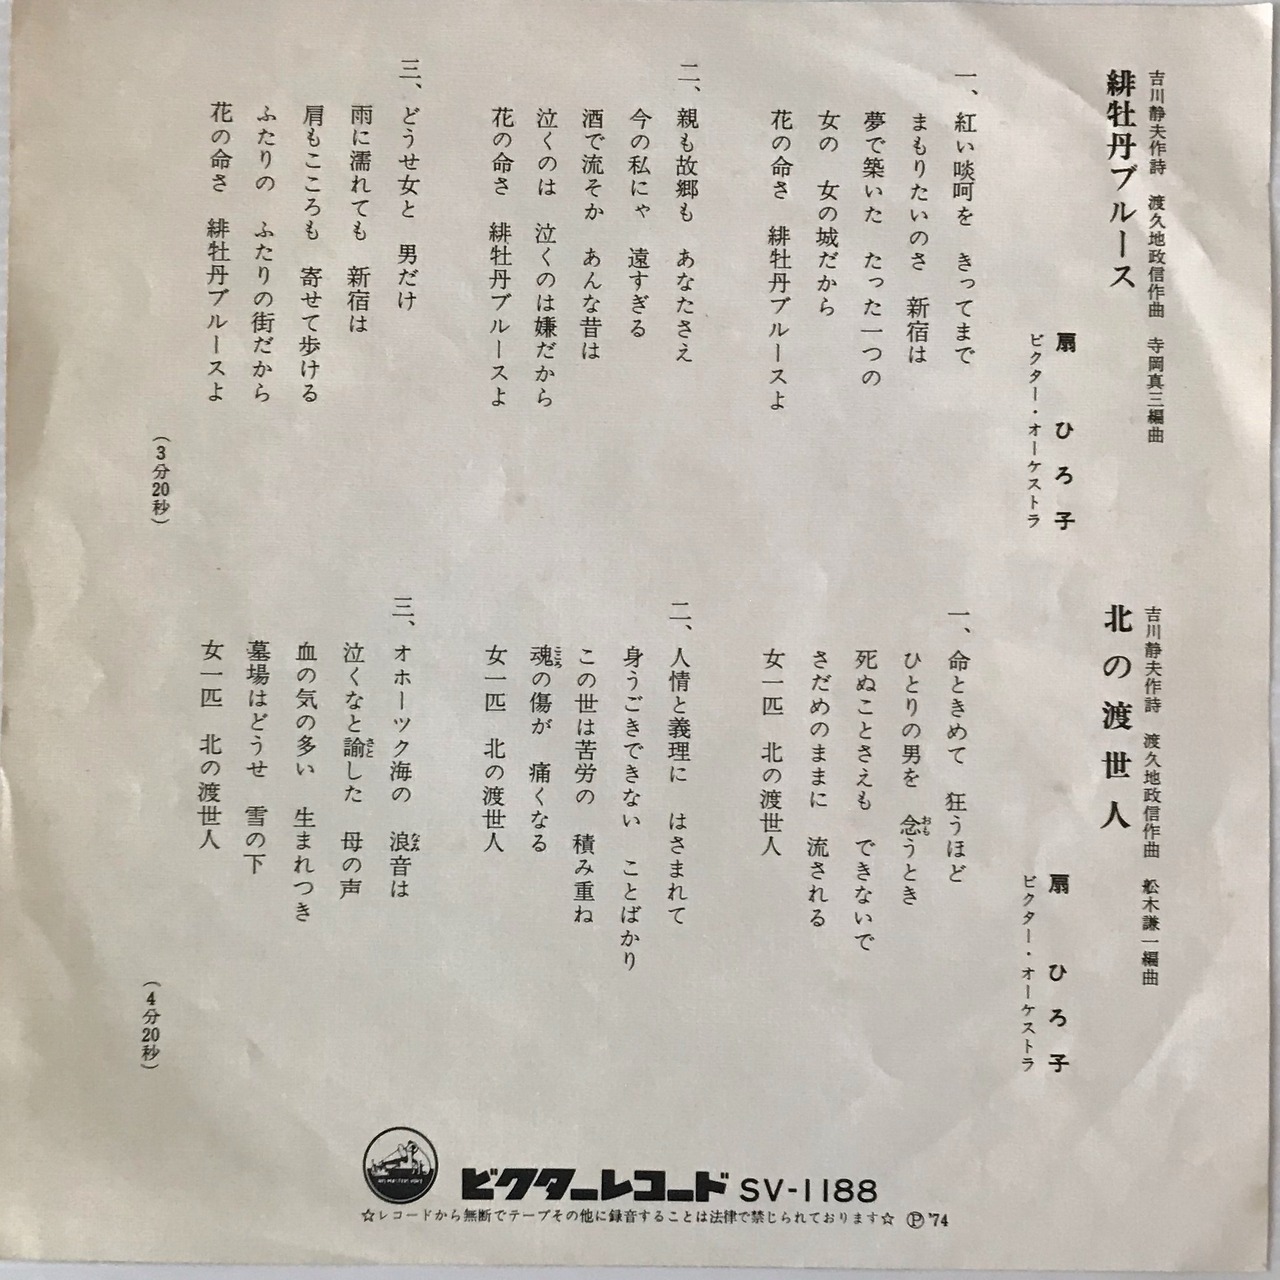 吉川静夫作詩　渡久地政信作曲　寺岡真三編曲
緋牡丹ブルース
扇　ひろ子
ビクター・オーケストラ
一、紅い啖呵を　きってまで
まもりたいのさ　新宿は
夢で築いた　たった一つの
女の　女の城だから
花の命さ　緋牡丹ブルースよ
二、親も故郷も　あなたさえ
今の私にゃ　遠すぎる
酒で流そか　あんな昔は
泣くのは　泣くのは嫌だから
花の命さ　緋牡丹ブルースよ
三、どうせ女と　男だけ
雨に濡れても　新宿は
肩もこころも　寄せて歩ける
ふたりの　ふたりの街だから
花の命さ　緋牡丹ブルースよ
（3分20秒）
吉川静夫作詩　渡久地政信作曲　舩木謙一編曲
北の渡世人
扇　ひろ子
ビクター・オーケストラ
一、命ときめて　狂うほど
ひとりの男を　念うとき
おも
死ぬことさえも　できないで
さだめのままに　流される
女一匹　北の渡世人
二、人情と義理に　はさまれて
身うごきできない　ことばかり
この世は苦労の　積み重ね
魂の傷が　痛くなる
こころ
女一匹　北の渡世人
三、オホーツク海の　浪音は
なみ
泣くなと諭した　母の声
さと
血の気の多い　生まれつき
墓場はどうせ　雪の下
女一匹　北の渡世人
（4分20秒）
ビクターレコード SV-1188
☆レコードから無断でテープその他に録音することは法律で禁じられております☆ Ⓟ'74